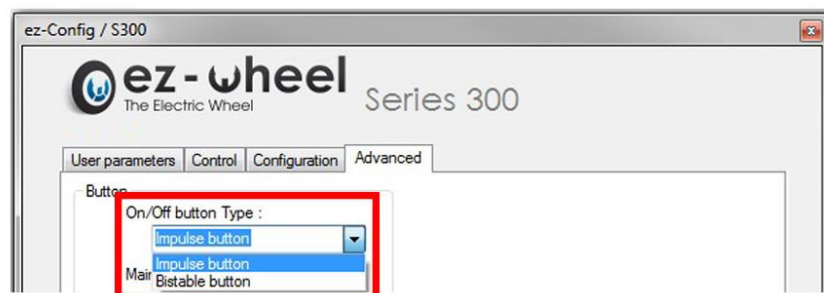 ez-Config / S300
ez-wheel
The Electric Wheel
Series 300
User parameters Control Configuration Advanced
Button
On/Off button Type :
Impulse button
Impulse button
Bistable button